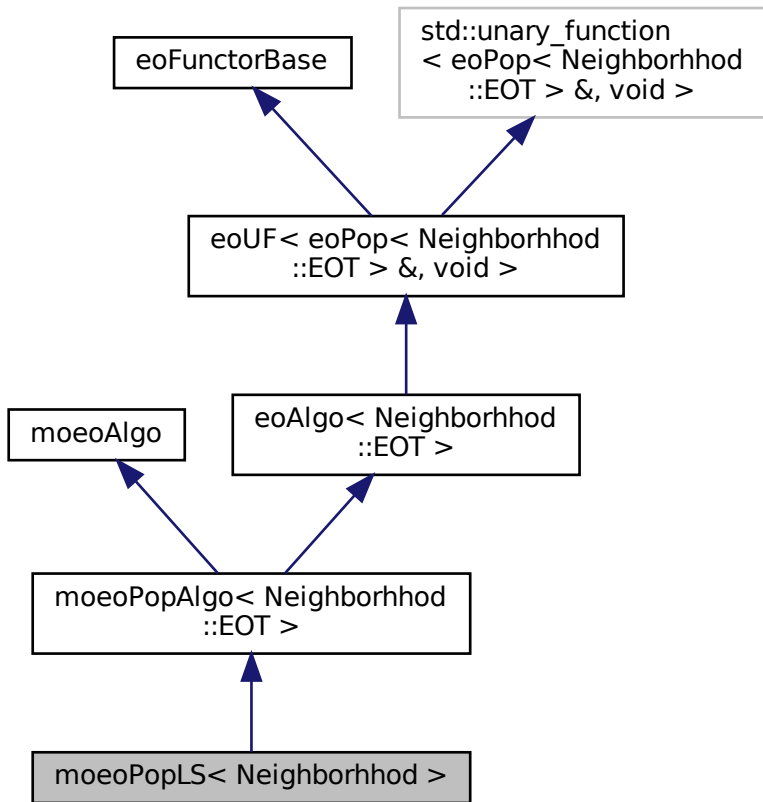 std::unary_function
< eoPop< Neighborhhod
::EOT > &, void >
eoFunctorBase
eoUF< eoPop< Neighborhhod
::EOT > &, void >
eoAlgo< Neighborhhod
::EOT >
moeoAlgo
moeoPopAlgo< Neighborhhod
::EOT >
moeoPopLS< Neighborhhod >